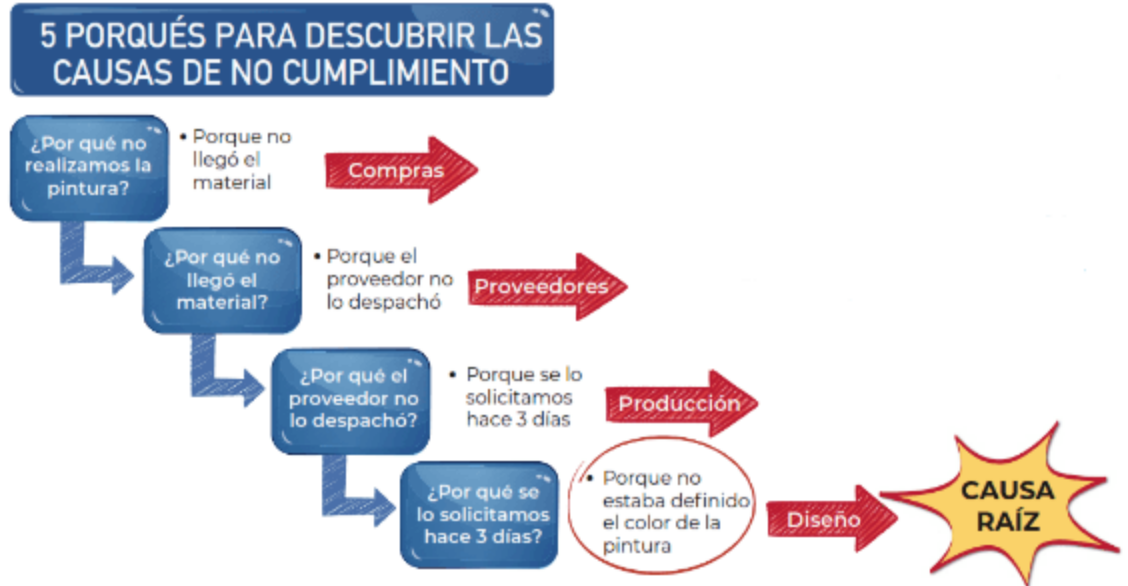 5 PORQUÉS PARA DESCUBRIR LAS
CAUSAS DE NO CUMPLIMIENTO
¿Por qué no
realizamos la
pintura?
• Porque no
llegó el
material
Compras
¿Por qué no
llegó el
material?
• Porque el
proveedor no
lo despachó
Proveedores
¿Por qué el
proveedor no
lo despachó?
• Porque se lo
solicitamos
hace 3 días
Producción
¿Por qué se
lo solicitamos
hace 3 días?
• Porque no
estaba definido
el color de la
pintura
Diseño
CAUSA
RAÍZ